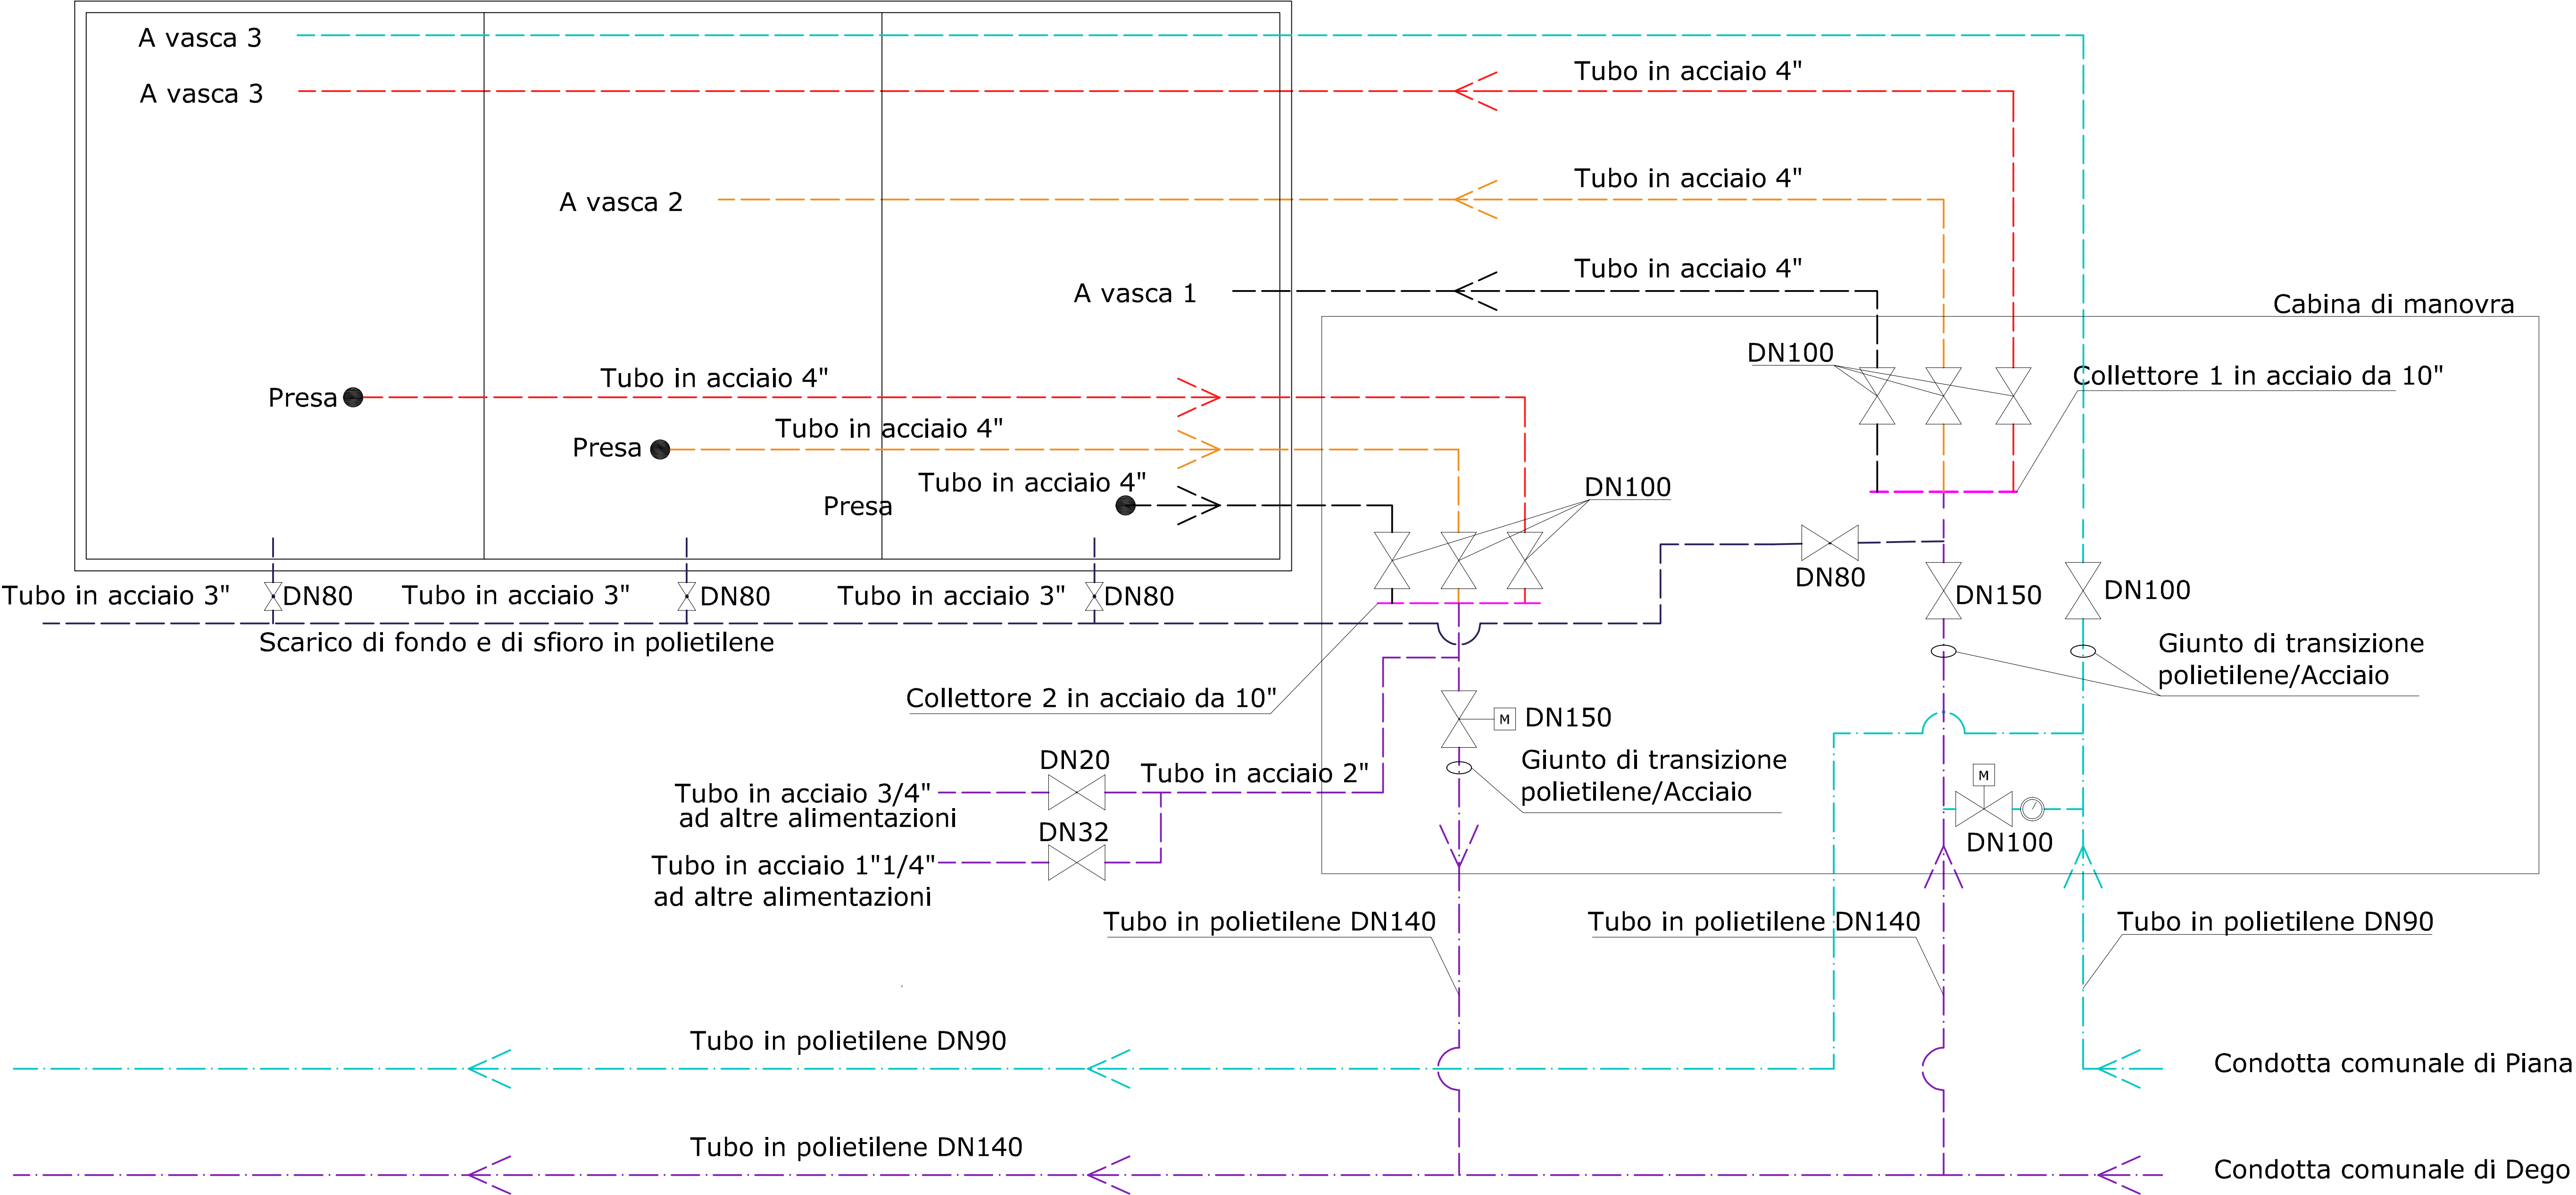 A vasca 3
Tubo in acciaio 4"
A vasca 3
Tubo in acciaio 4"
A vasca 2
Tubo in acciaio 4"
A vasca 1
Cabina di manovra
DN100
Collettore 1 in acciaio da 10"
Tubo in acciaio 4"
Presa
Tubo in acciaio 4"
Presa
Tubo in acciaio 4"
Presa
DN100
DN80
Tubo in acciaio 3"
DN80
Tubo in acciaio 3"
DN80
Tubo in acciaio 3"
DN80
DN150
DN100
Scarico di fondo e di sfioro in polietilene
Giunto di transizione
polietilene/Acciaio
Collettore 2 in acciaio da 10"
M
DN150
Giunto di transizione
polietilene/Acciaio
DN20
Tubo in acciaio 2"
Tubo in acciaio 3/4"
ad altre alimentazioni
M
DN32
DN100
Tubo in acciaio 1"1/4"
ad altre alimentazioni
Tubo in polietilene DN140
Tubo in polietilene DN140
Tubo in polietilene DN90
Tubo in polietilene DN90
Condotta comunale di Piana
Tubo in polietilene DN140
Condotta comunale di Dego